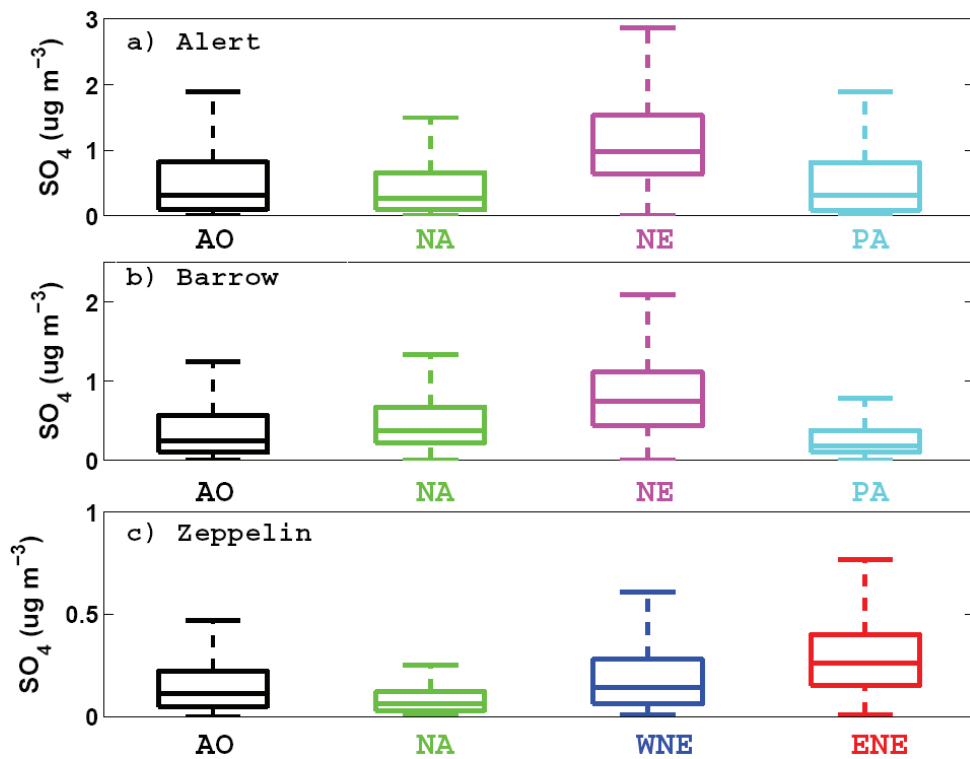 a) Alert
SO4 (ug m−3)
3
2
1
0
AO NA NE PA
b) Barrow
SO4 (ug m−3)
2
1
0
AO NA NE PA
c) Zeppelin
SO4 (ug m−3)
1
0.5
0
AO NA WNE ENE